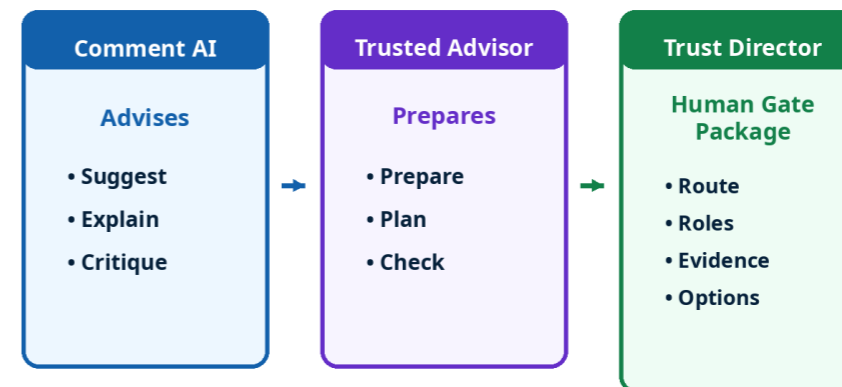 Comment AI
Advises
• Suggest
• Explain
• Critique
Trusted Advisor
Prepares
• Prepare
• Plan
• Check
Trust Director
Human Gate
Package
• Route
• Roles
• Evidence
• Options